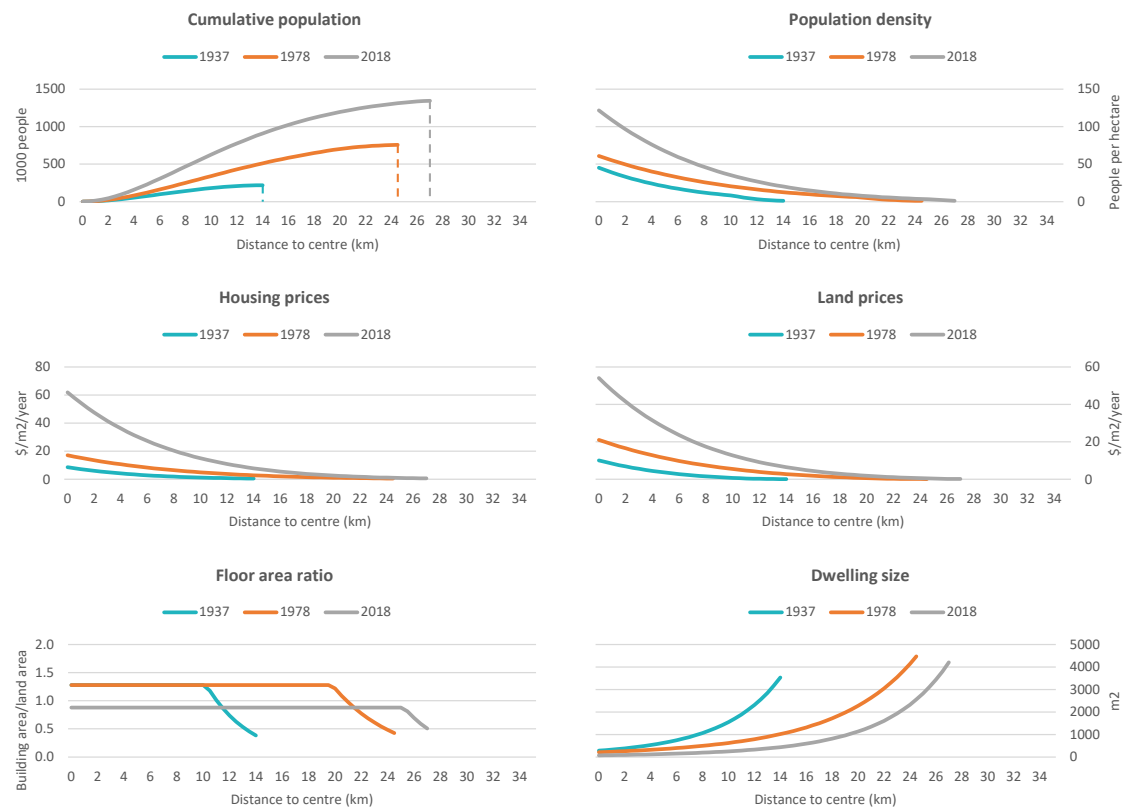 Cumulative population
1937 1978 2018
1000 people
1500
1000
500
0
0 2 4 6 8 10 12 14 16 18 20 22 24 26 28 30 32 34
Distance to centre (km)
Population density
1937 1978 2018
150
100
50
0
People per hectare
0 2 4 6 8 10 12 14 16 18 20 22 24 26 28 30 32 34
Distance to centre (km)
Housing prices
1937 1978 2018
$/m2/year
80
60
40
20
0
0 2 4 6 8 10 12 14 16 18 20 22 24 26 28 30 32 34
Distance to centre (km)
Land prices
1937 1978 2018
60
40
20
0
$/m2/year
0 2 4 6 8 10 12 14 16 18 20 22 24 26 28 30 32 34
Distance to centre (km)
Floor area ratio
1937 1978 2018
Building area/land area
2.0
1.5
1.0
0.5
0.0
0 2 4 6 8 10 12 14 16 18 20 22 24 26 28 30 32 34
Distance to centre (km)
Dwelling size
1937 1978 2018
5000
4000
3000
2000
1000
0
m2
0 2 4 6 8 10 12 14 16 18 20 22 24 26 28 30 32 34
Distance to centre (km)